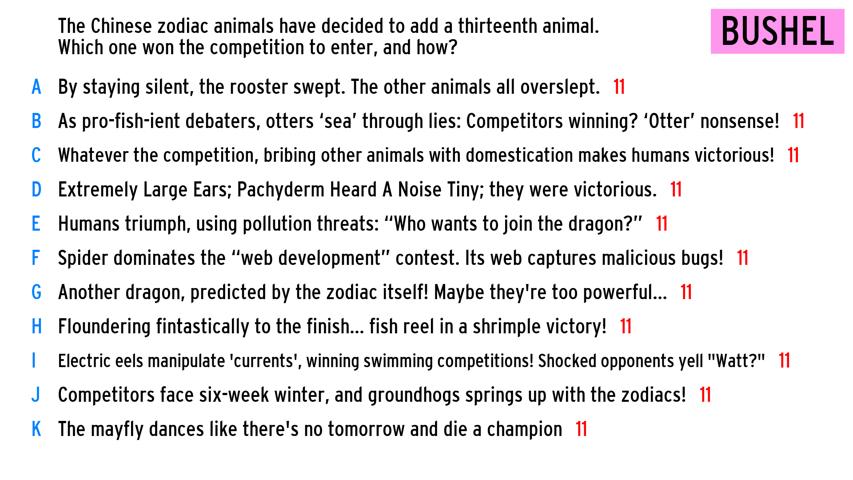 The Chinese zodiac animals have decided to add a thirteenth animal.
Which one won the competition to enter, and how?
BUSHEL
A By staying silent, the rooster swept. The other animals all overslept. 11
B As pro-fish-ient debaters, otters ‘sea’ through lies: Competitors winning? ‘Otter’ nonsense! 11
C Whatever the competition, bribing other animals with domestication makes humans victorious! 11
D Extremely Large Ears; Pachyderm Heard A Noise Tiny; they were victorious. 11
E Humans triumph, using pollution threats: “Who wants to join the dragon?” 11
F Spider dominates the “web development” contest. Its web captures malicious bugs! 11
G Another dragon, predicted by the zodiac itself! Maybe they're too powerful... 11
H Floundering fintastically to the finish... fish reel in a shrimple victory! 11
I Electric eels manipulate 'currents', winning swimming competitions! Shocked opponents yell "Watt?" 11
J Competitors face six-week winter, and groundhogs springs up with the zodiacs! 11
K The mayfly dances like there's no tomorrow and die a champion 11